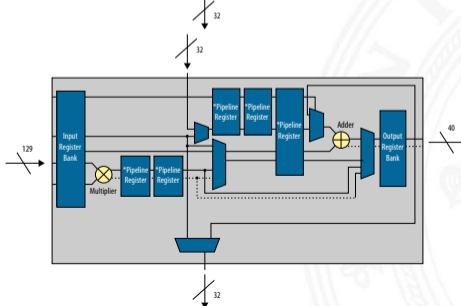 32
32
*Pipeline
Register
*Pipeline
Register
*Pipeline
Register
Adder
40
Input
Register
Bank
Output
Register
Bank
129
*Pipeline
Register
*Pipeline
Register
Multiplier
32